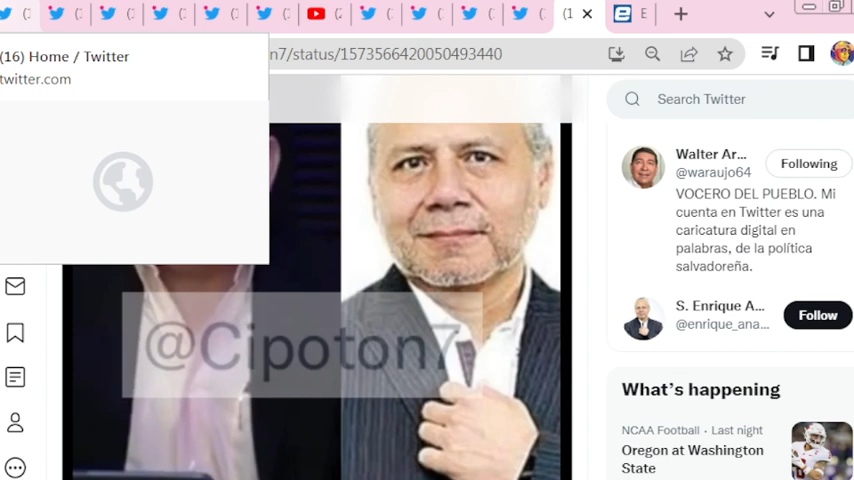 (16) Home / Twitter
twitter.com
n7/status/1573566420050493440
(1
E
@Cipoton7
Search Twitter
Walter Ar...
@waraujo64
Following
VOCERO DEL PUEBLO. Mi
cuenta en Twitter es una
caricatura digital en
palabras, de la política
salvadoreña.
S. Enrique A...
@enrique_ana...
Follow
What's happening
NCAA Football · Last night
Oregon at Washington
State